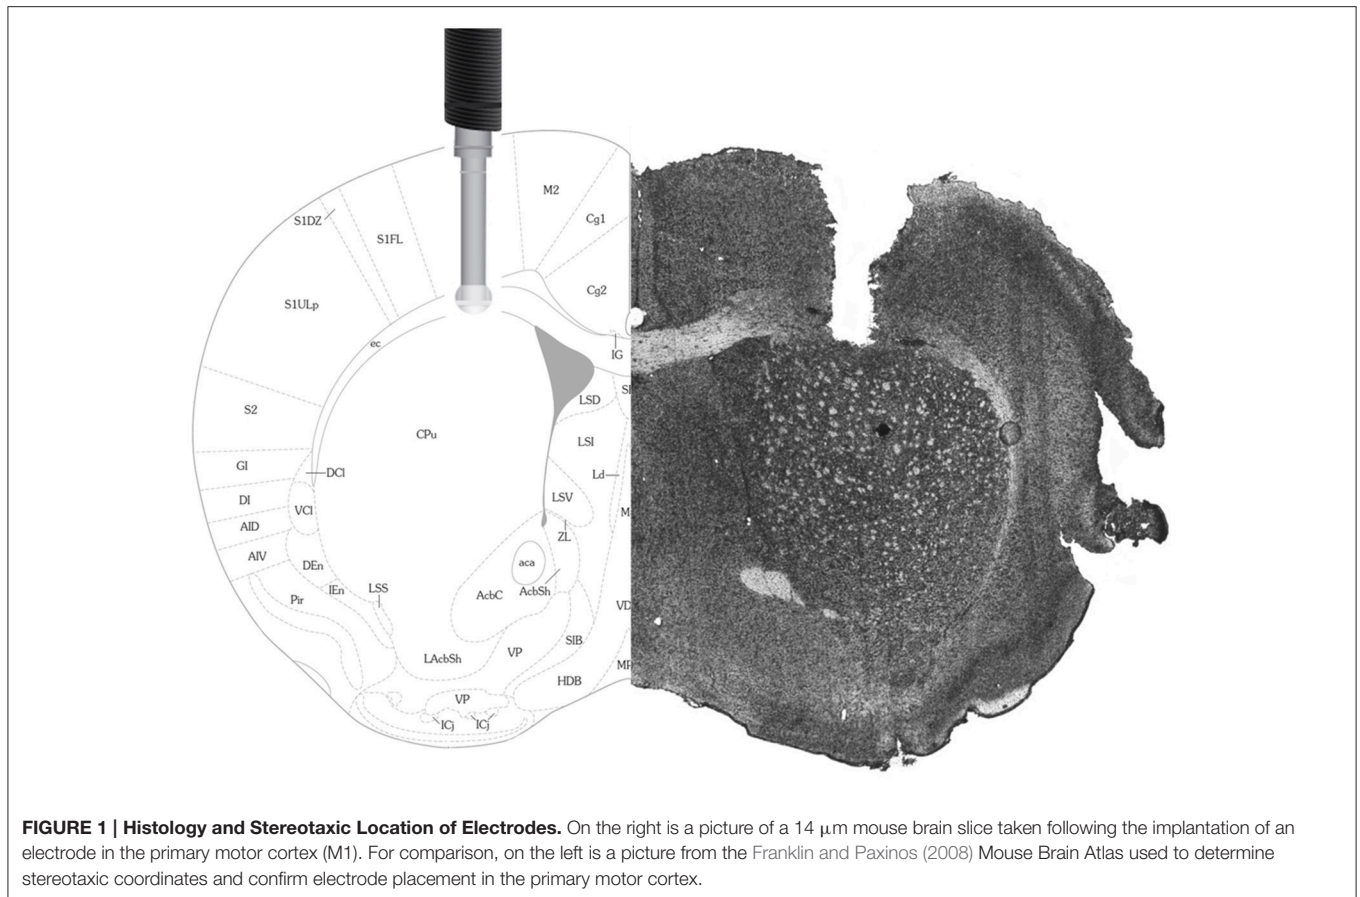 M2
Cg1
S1DZ
S1FL
Cg2
S1ULp
ec
IG
SI
LSD
S2
CPu
LSI
GI
DCl
Ld
DI
LSV
VCl
M
AID
ZL
AIV
DEn
aca
IEn
LSS
AcbC
AcbSh
Pir
VD
SIB
LAcbSh
VP
MP
HDB
VP
ICj
ICj
FIGURE 1 | Histology and Stereotaxic Location of Electrodes. On the right is a picture of a 14 μm mouse brain slice taken following the implantation of an
electrode in the primary motor cortex (M1). For comparison, on the left is a picture from the Franklin and Paxinos (2008) Mouse Brain Atlas used to determine
stereotaxic coordinates and confirm electrode placement in the primary motor cortex.